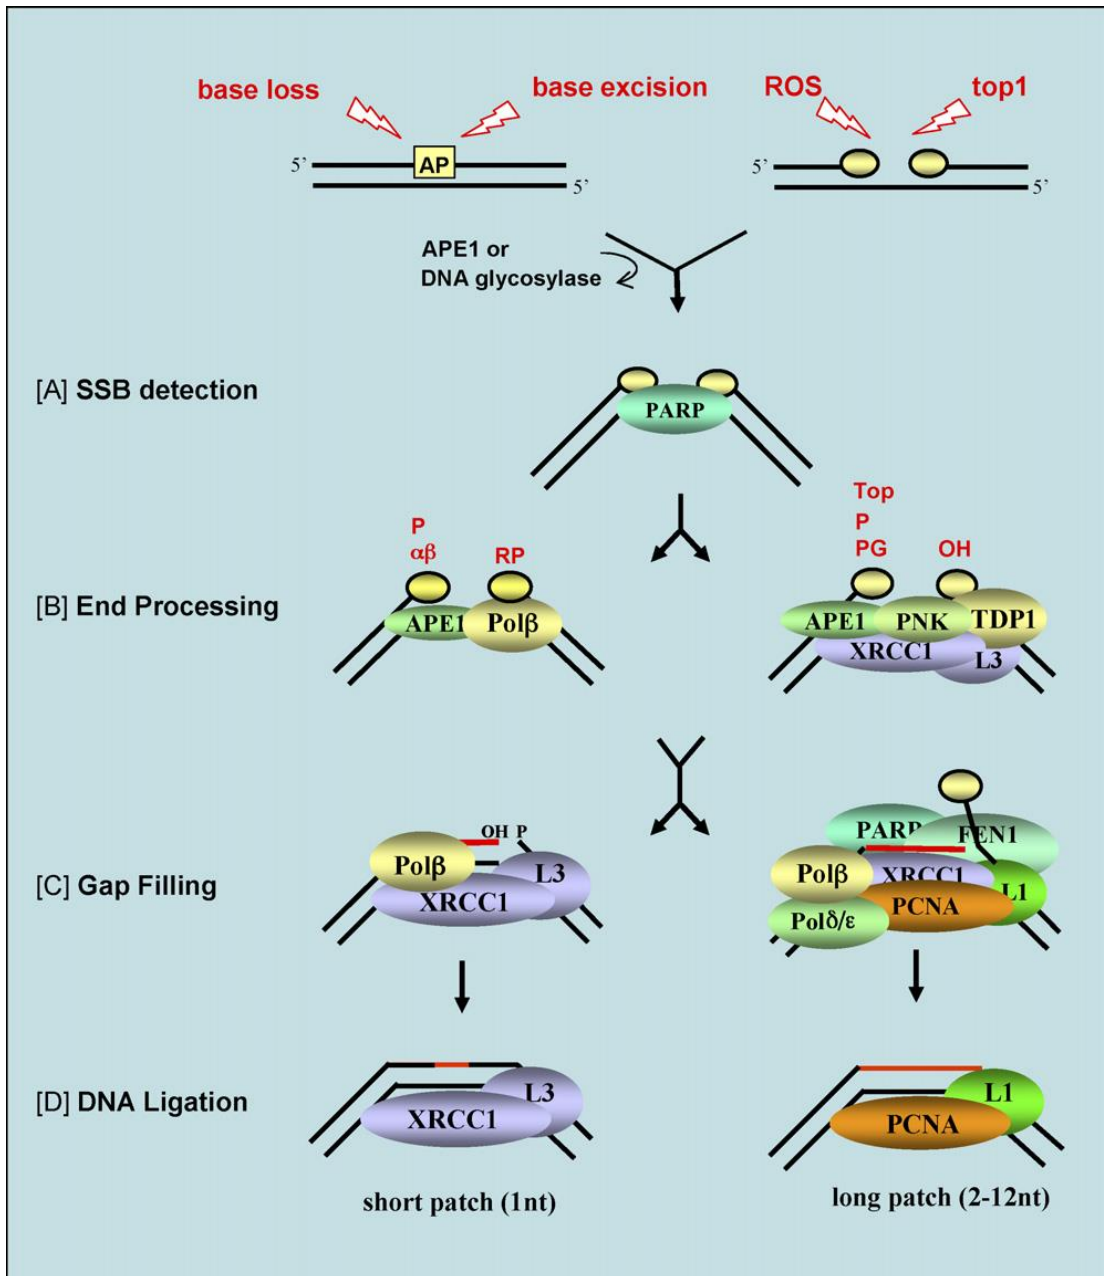 base loss
base excision
ROS
top1
5’
AP
5’
5’
5’
APE1 or
DNA glycosylase
[A] SSB detection
PARP
P
αβ
RP
Top
P
PG
OH
[B] End Processing
APE1
Polβ
APE1
PNK
TDP1
XRCC1
L3
[C] Gap Filling
OH P
Polβ
L3
XRCC1
PARP
FEN1
Polβ
XRCC1
L1
PCNA
Polδ/ε
[D] DNA Ligation
L3
XRCC1
L1
PCNA
short patch (1nt)
long patch (2-12nt)